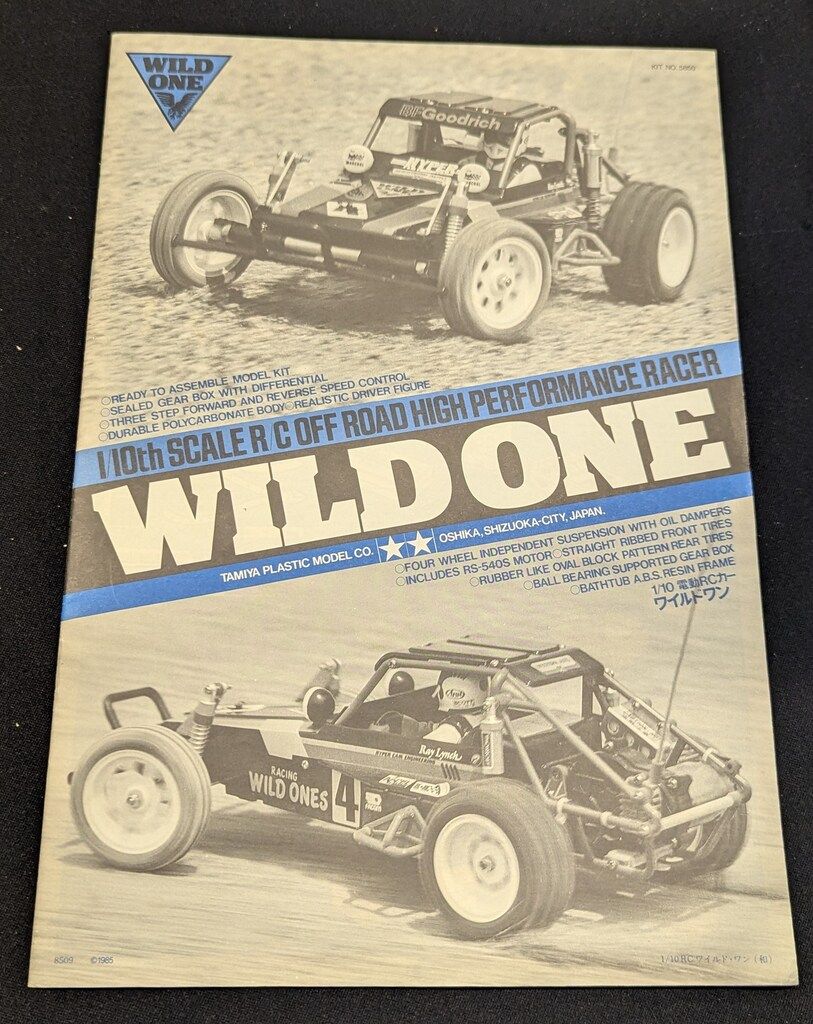 WILD
ONE
KIT NO. 5850
BFGoodrich
HYPER
○READY TO ASSEMBLE MODEL KIT
○SEALED GEAR BOX WITH DIFFERENTIAL
○THREE STEP FORWARD AND REVERSE SPEED CONTROL
○DURABLE POLYCARBONATE BODY○REALISTIC DRIVER FIGURE
1/10th SCALE R/C OFF ROAD HIGH PERFORMANCE RACER
WILD ONE
TAMIYA PLASTIC MODEL CO. ★★ OSHIKA, SHIZUOKA-CITY, JAPAN.
○FOUR WHEEL INDEPENDENT SUSPENSION WITH OIL DAMPERS
○INCLUDES RS-540S MOTOR○STRAIGHT RIBBED FRONT TIRES
○RUBBER LIKE OVAL BLOCK PATTERN REAR TIRES
○BALL BEARING SUPPORTED GEAR BOX
○BATHTUB A.B.S. RESIN FRAME
1/10 電動RCカー
ワイルドワン
Ray Lynch
RACING
WILD ONES
4
8509 ©1985
1/10RCワイルド・ワン (和)